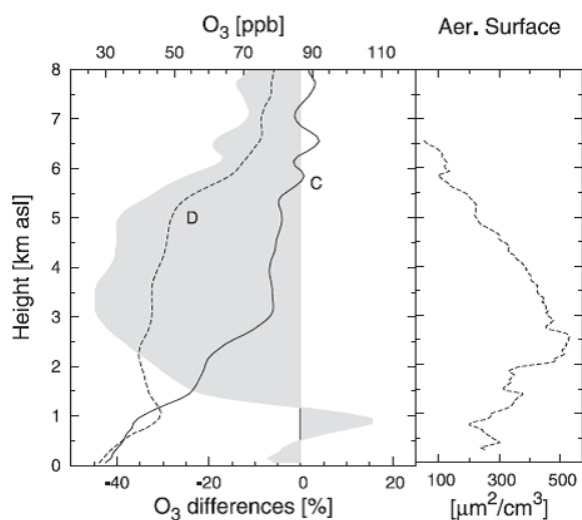 O₃ [ppb]
Aer. Surface
30 50 70 90 110
8
7
6
5
4
3
2
1
0
Height [km asl]
C
D
-40 -20 0 20
100 300 500
O₃ differences [%]
[μm²/cm³]